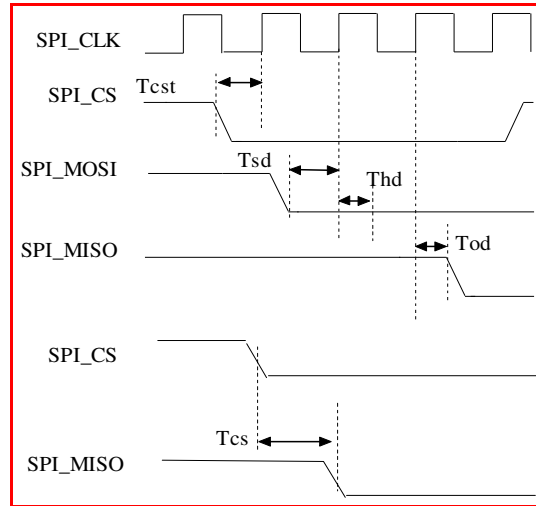 SPI_CLK
Tcst
SPI_CS
SPI_MOSI
Tsd
Thd
SPI_MISO
Tod
SPI_CS
Tcs
SPI_MISO